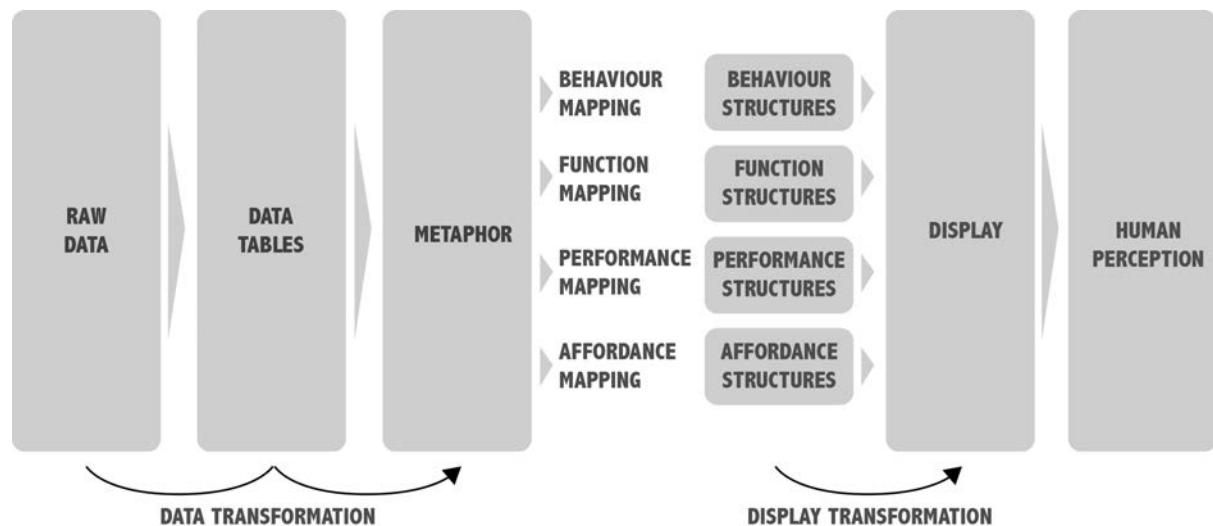 RAW
DATA
DATA
TABLES
METAPHOR
BEHAVIOUR
MAPPING
FUNCTION
MAPPING
PERFORMANCE
MAPPING
AFFORDANCE
MAPPING
BEHAVIOUR
STRUCTURES
FUNCTION
STRUCTURES
PERFORMANCE
STRUCTURES
AFFORDANCE
STRUCTURES
DISPLAY
HUMAN
PERCEPTION
DATA TRANSFORMATION
DISPLAY TRANSFORMATION